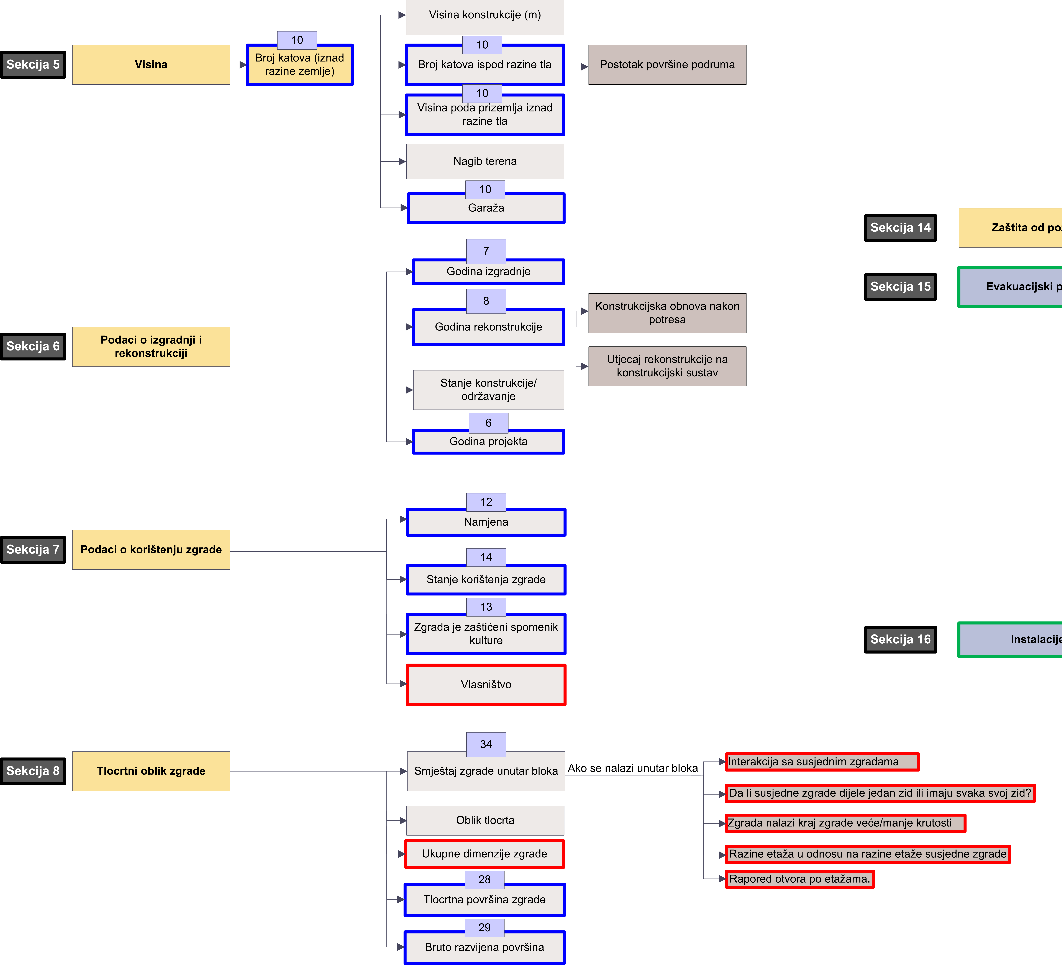 Visina konstrukcije (m)
10
10
Sekcija 5
Visina
Broj katova (iznad
razine zemlje)
Broj katova ispod razine tla
Postotak površine podruma
10
Visina poda prizemlja iznad
razine tla
Nagib terena
10
Garaža
Sekcija 14
Zaštita od po
7
Godina izgradnje
Sekcija 15
Evakuacijski p
8
Godina rekonstrukcije
Konstrukcijska obnova nakon
potresa
Sekcija 6
Podaci o izgradnji i
rekonstrukciji
Utjecaj rekonstrukcije na
konstrukcijski sustav
Stanje konstrukcije/
održavanje
6
Godina projekta
12
Namjena
Sekcija 7
Podaci o korištenju zgrade
14
Stanje korištenja zgrade
13
Zgrada je zaštićeni spomenik
kulture
Sekcija 16
Instalacije
Vlasništvo
34
Sekcija 8
Tlocrtni oblik zgrade
Smještaj zgrade unutar bloka
Ako se nalazi unutar bloka
Interakcija sa susjednim zgradama
Da li susjedne zgrade dijele jedan zid ili imaju svaka svoj zid?
Oblik tlocrta
Zgrada nalazi kraj zgrade veće/manje krutosti
Ukupne dimenzije zgrade
Razine etaža u odnosu na razine etaže susjedne zgrade
28
Rapored otvora po etažama.
Tlocrtna površina zgrade
29
Bruto razvijena površina